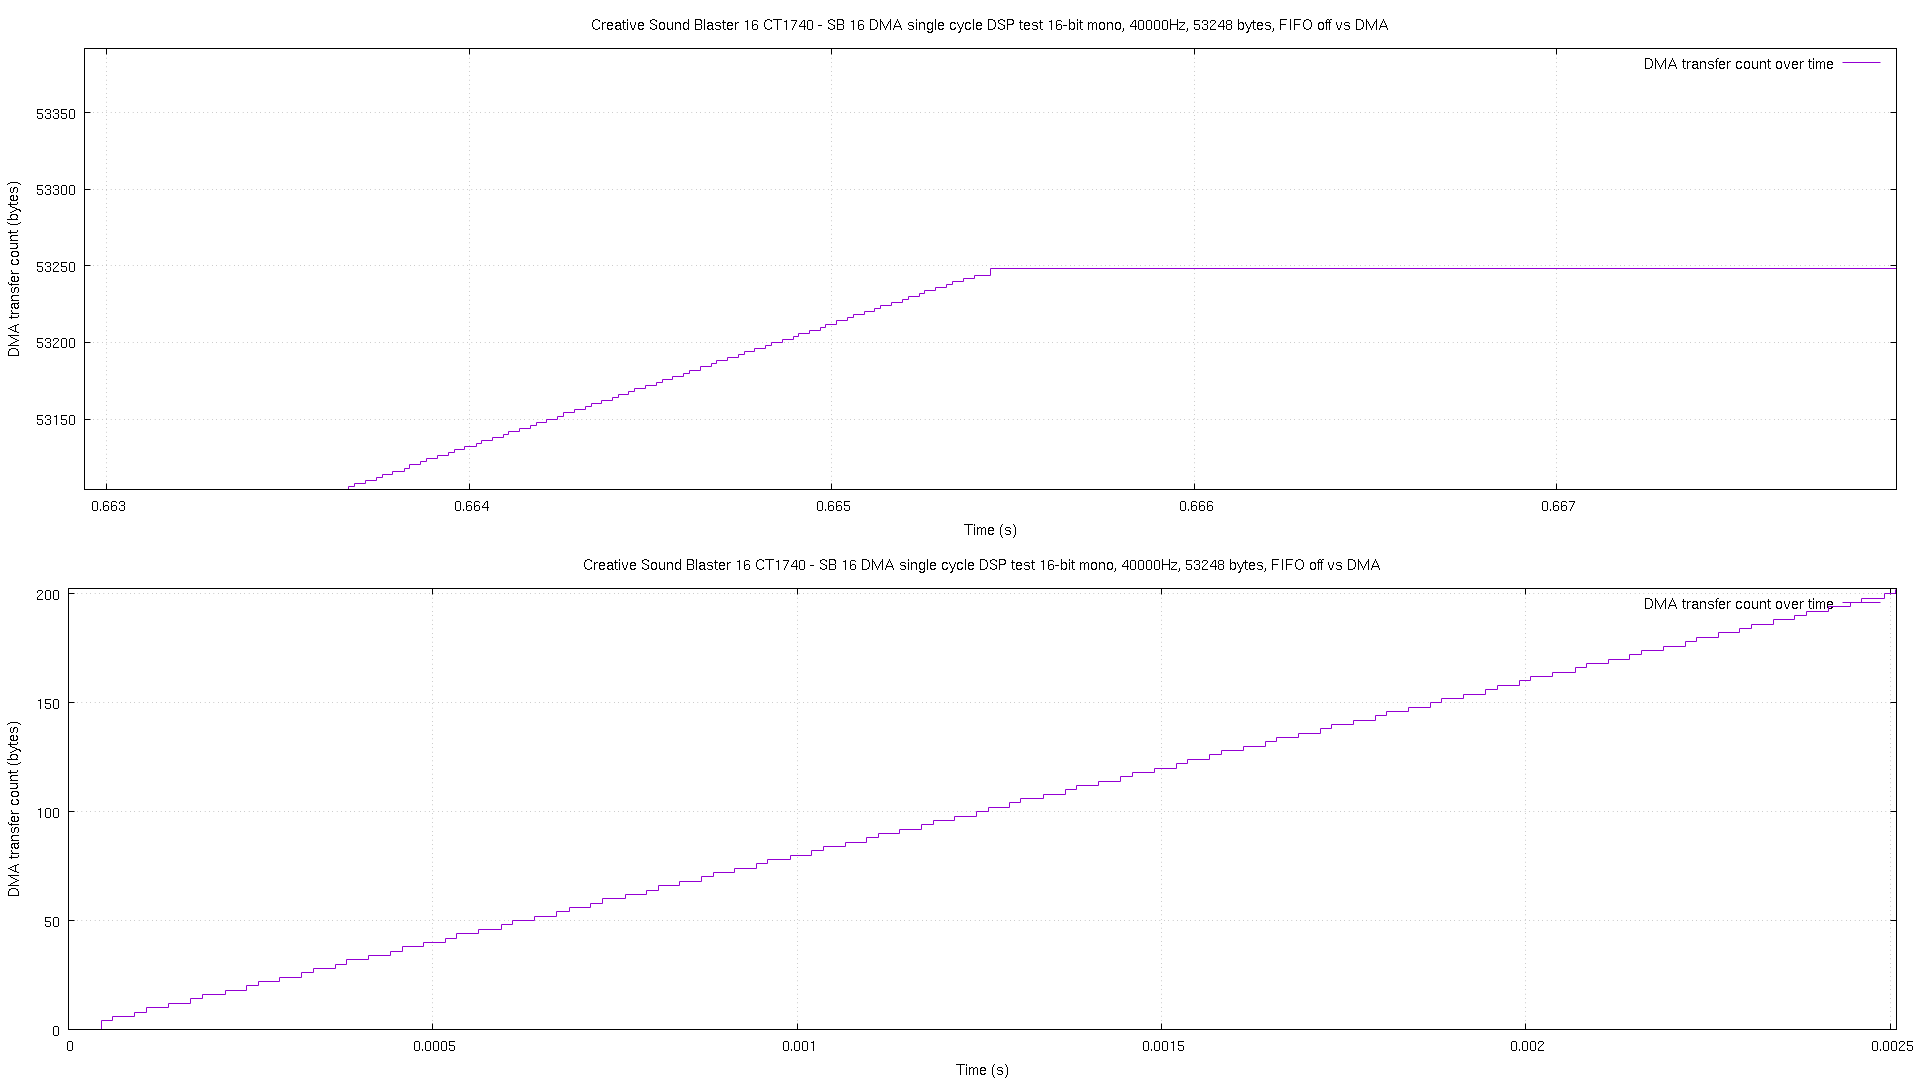 Creative Sound Blaster 16 CT1740 - SB 16 DMA single cycle DSP test 16-bit mono, 40000Hz, 53248 bytes, FIFO off vs DMA
DMA transfer count over time
53350
53300
53250
53200
53150
DMA transfer count (bytes)
0.663 0.664 0.665 0.666 0.667
Time (s)
Creative Sound Blaster 16 CT1740 - SB 16 DMA single cycle DSP test 16-bit mono, 40000Hz, 53248 bytes, FIFO off vs DMA
DMA transfer count over time
200
150
100
50
0
DMA transfer count (bytes)
0 0.0005 0.001 0.0015 0.002 0.0025
Time (s)